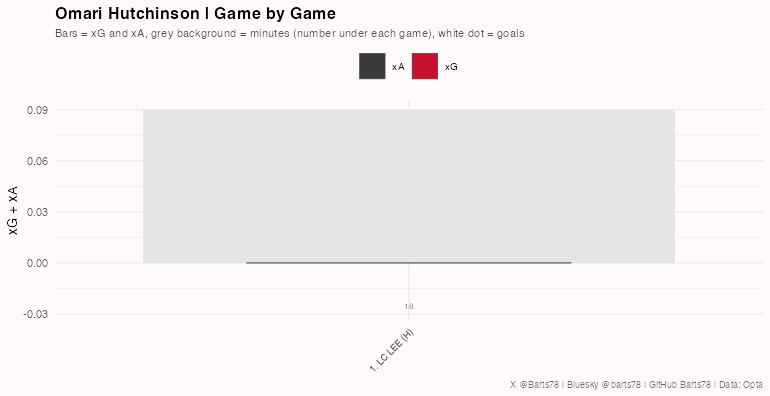 Omari Hutchinson | Game by Game
Bars = xG and xA, grey background = minutes (number under each game), white dot = goals
xA xG
0.09
0.06
0.03
0.00
-0.03
xG + xA
18
1. LC LEE (H)
X @Barts78 | Bluesky @barts78 | GitHub Barts78 | Data: Opta